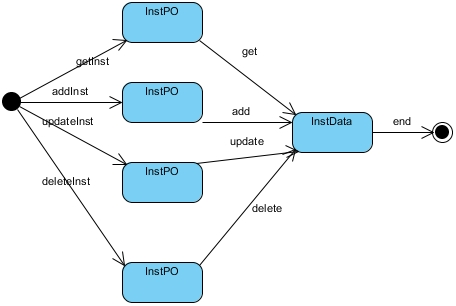 InstPO
getInst
get
addInst
InstPO
add
updateInst
InstData
end
update
InstPO
deleteInst
delete
InstPO